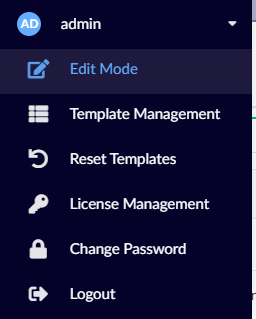 AD admin
Edit Mode
Template Management
Reset Templates
License Management
Change Password
Logout